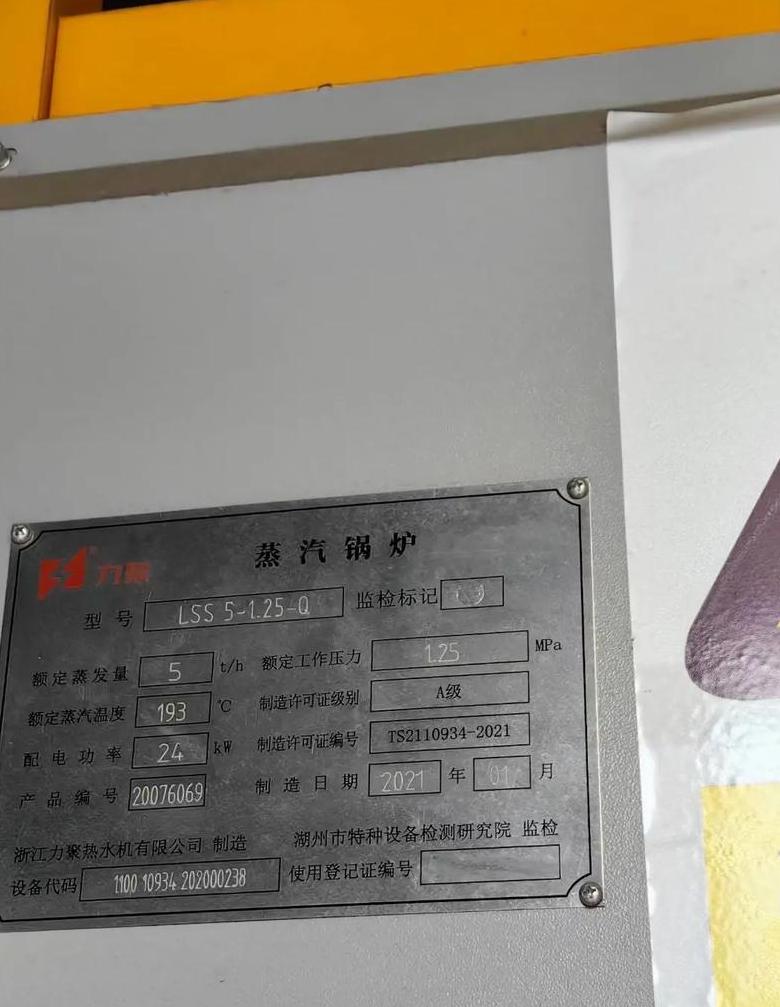 力聚
蒸汽锅炉
型号 LSS 5-1.25-Q 监检标记
额定蒸发量 5 t/h 额定工作压力 1.25 MPa
额定蒸汽温度 193 ℃ 制造许可证级别 A级
配电功率 24 kW 制造许可证编号 TS2110934-2021
产品编号 20076069 制造日期 2021 年 01 月
浙江力聚热水机有限公司 制造 湖州市特种设备检测研究院 监检
设备代码 1100 10934 202000238 使用登记证编号